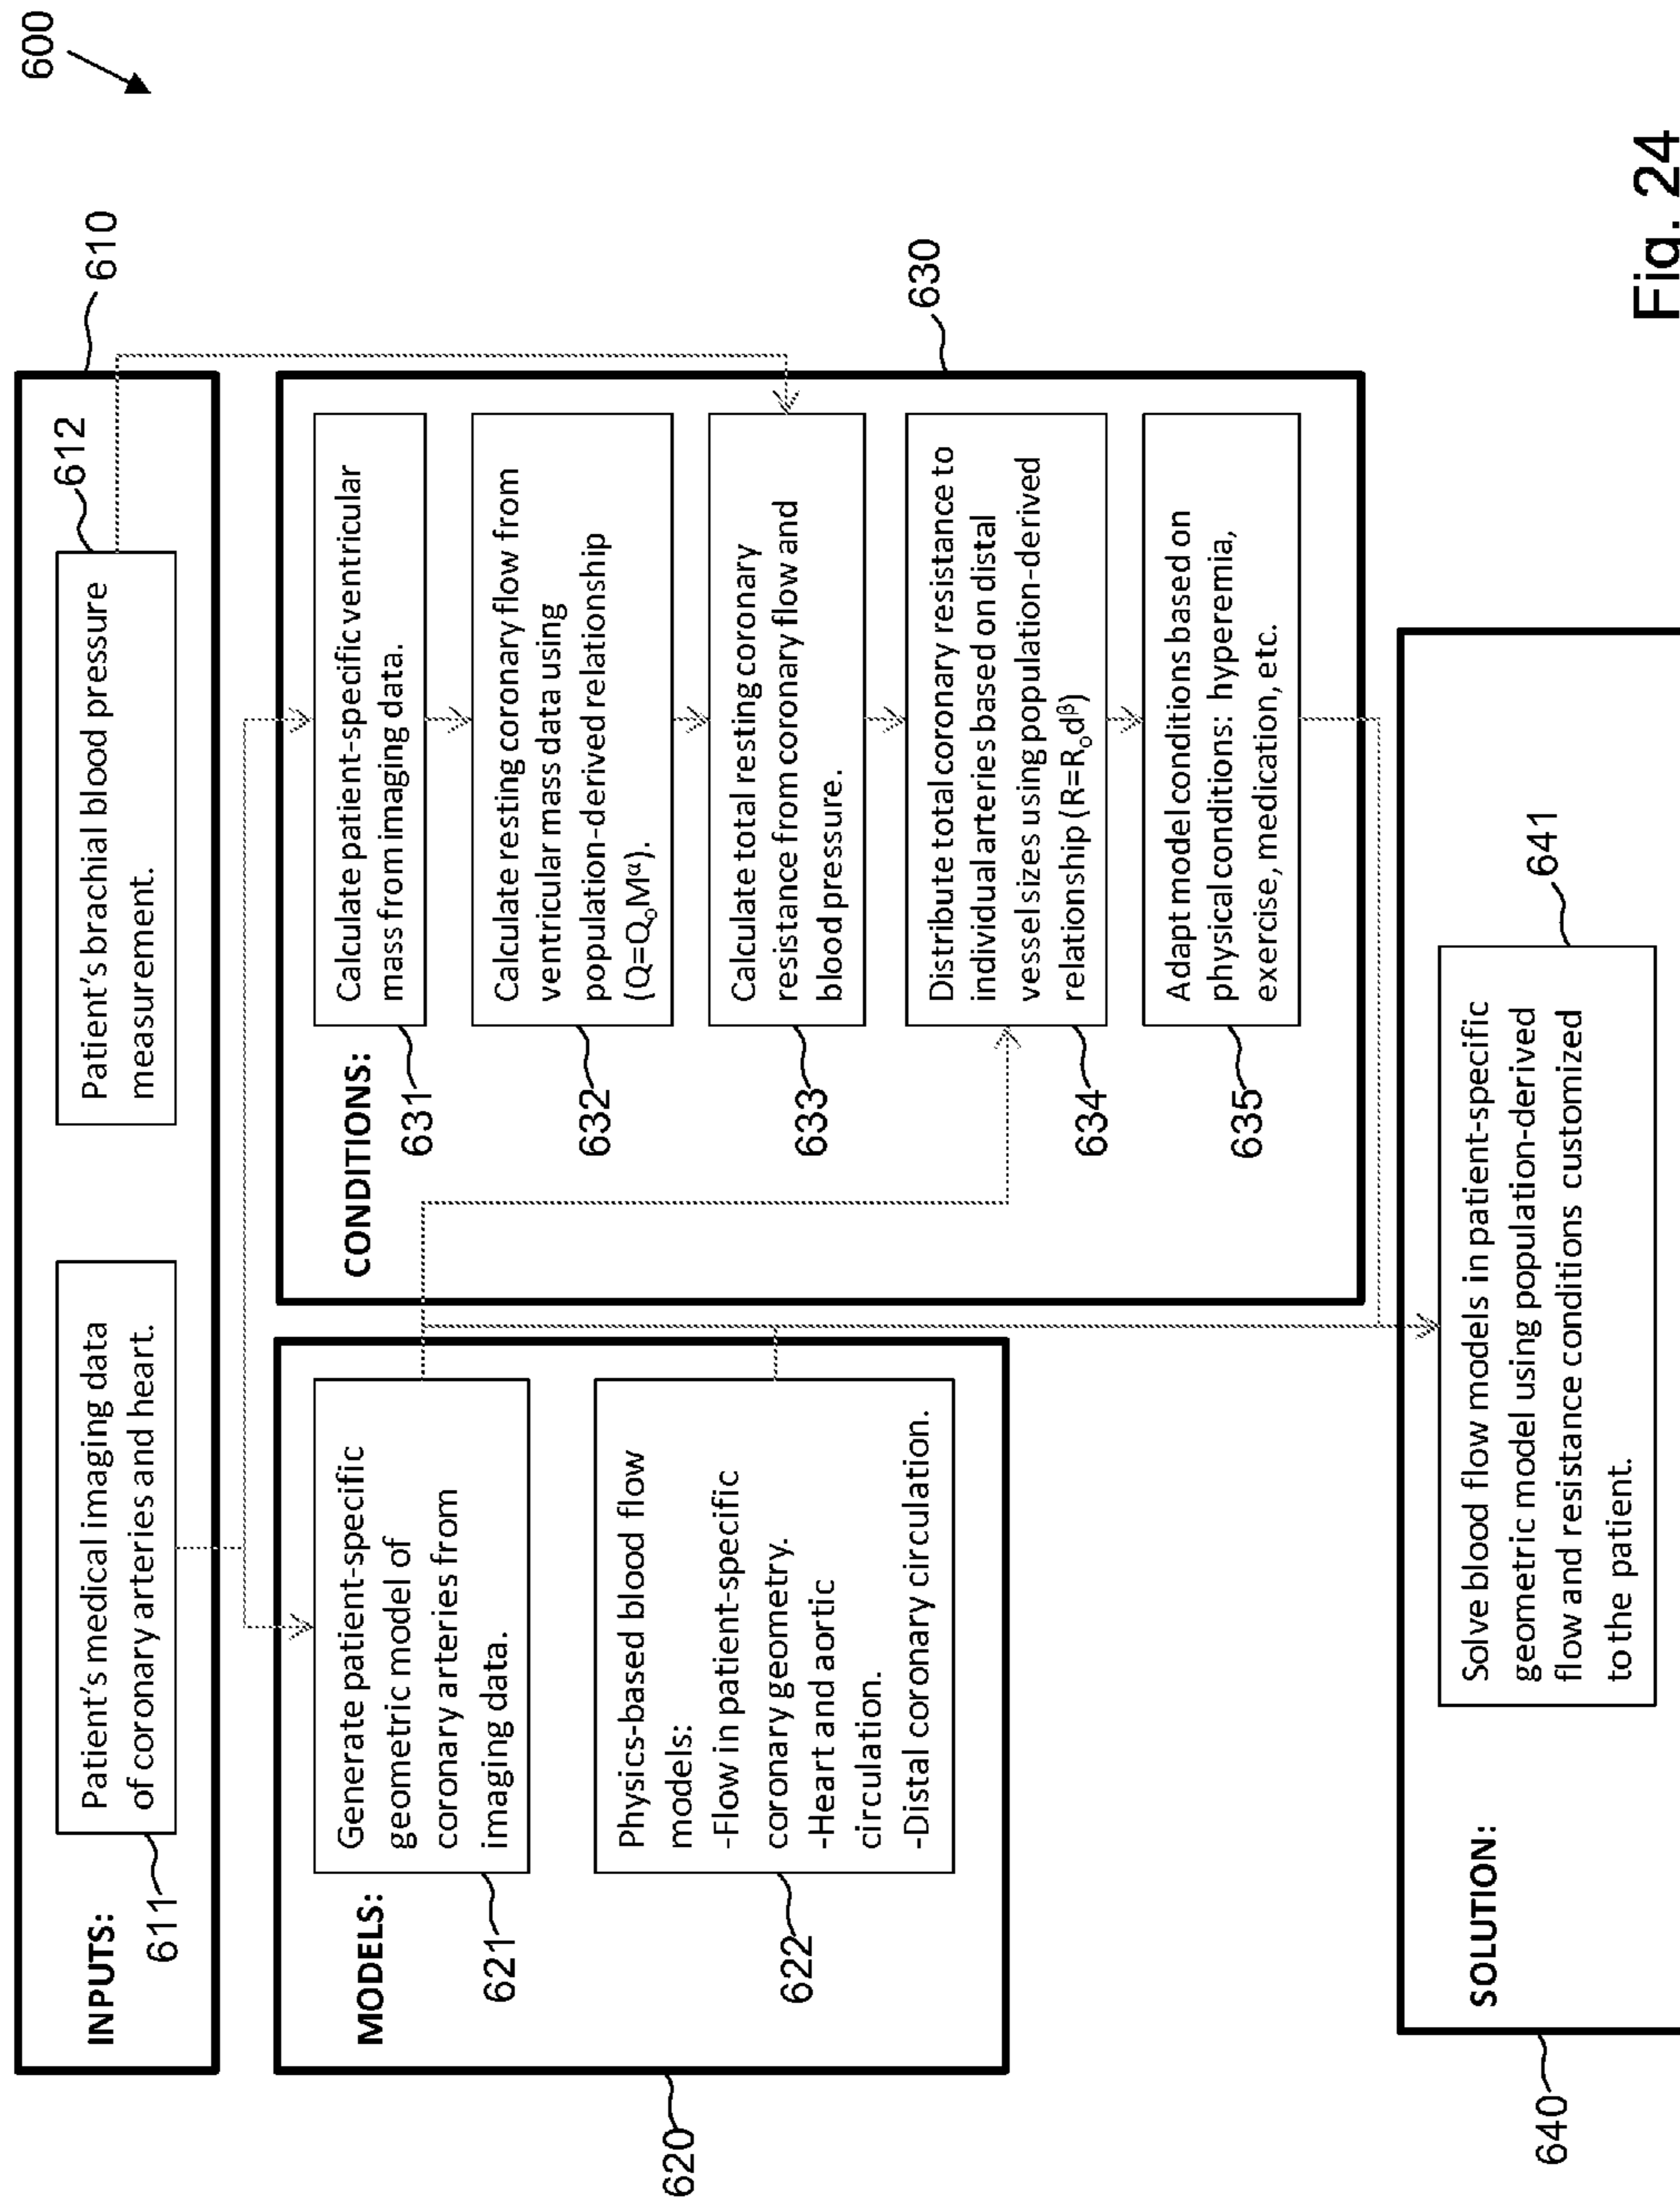 600
INPUTS:
610
Patient's medical imaging data
of coronary arteries and heart.
611
Patient's brachial blood pressure
measurement.
612
MODELS:
620
Generate patient-specific
geometric model of
coronary arteries from
imaging data.
621
Physics-based blood flow
models:
-Flow in patient-specific
coronary geometry.
-Heart and aortic
circulation.
-Distal coronary circulation.
622
CONDITIONS:
630
Calculate patient-specific ventricular
mass from imaging data.
631
Calculate resting coronary flow from
ventricular mass data using
population-derived relationship
(Q=Q₀Mᵅ).
632
Calculate total resting coronary
resistance from coronary flow and
blood pressure.
633
Distribute total coronary resistance to
individual arteries based on distal
vessel sizes using population-derived
relationship (R=R₀dᵝ)
634
Adapt model conditions based on
physical conditions: hyperemia,
exercise, medication, etc.
635
SOLUTION:
640
Solve blood flow models in patient-specific
geometric model using population-derived
flow and resistance conditions customized
to the patient.
641
Fig. 24